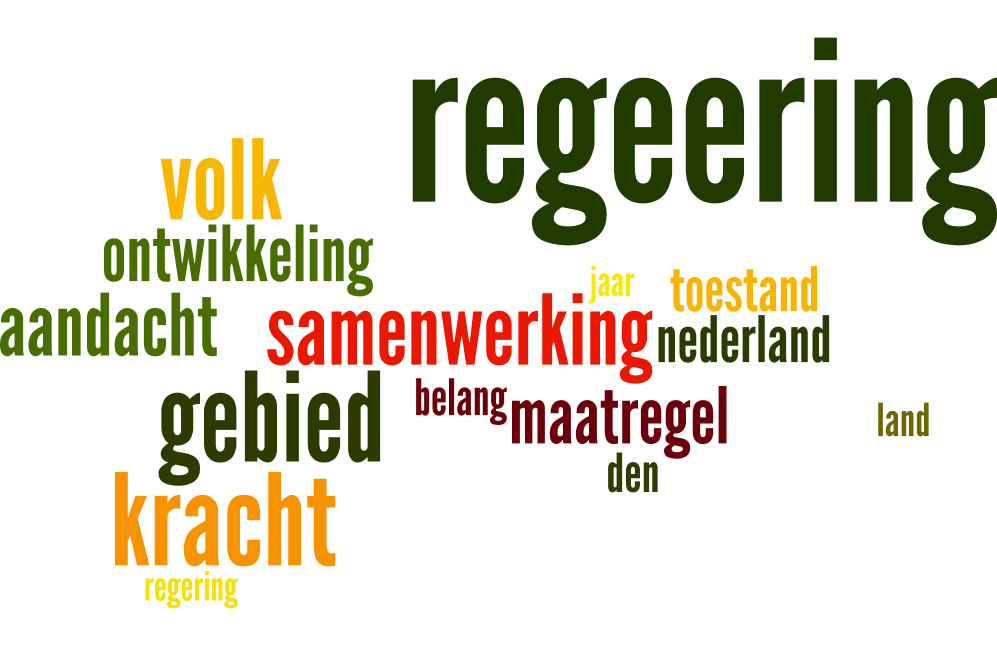 regeering
volk
ontwikkeling
jaar
toestand
aandacht
samenwerking
nederland
gebied
belang
maatregel
land
den
kracht
regering